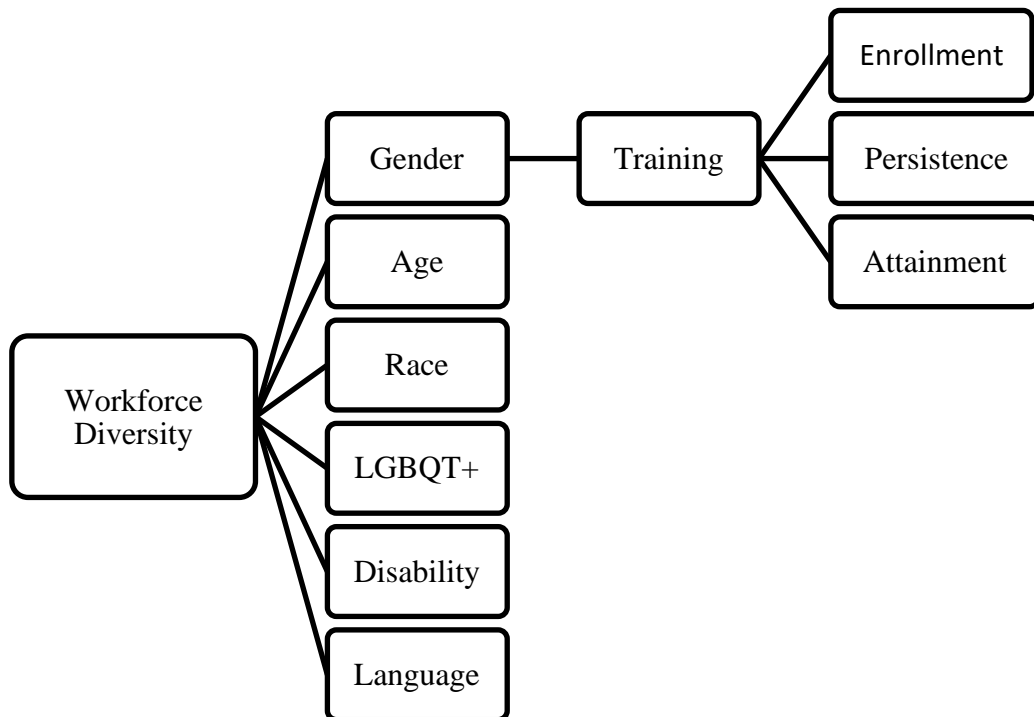 Workforce
Diversity
Gender
Age
Race
LGBQT+
Disability
Language
Training
Enrollment
Persistence
Attainment